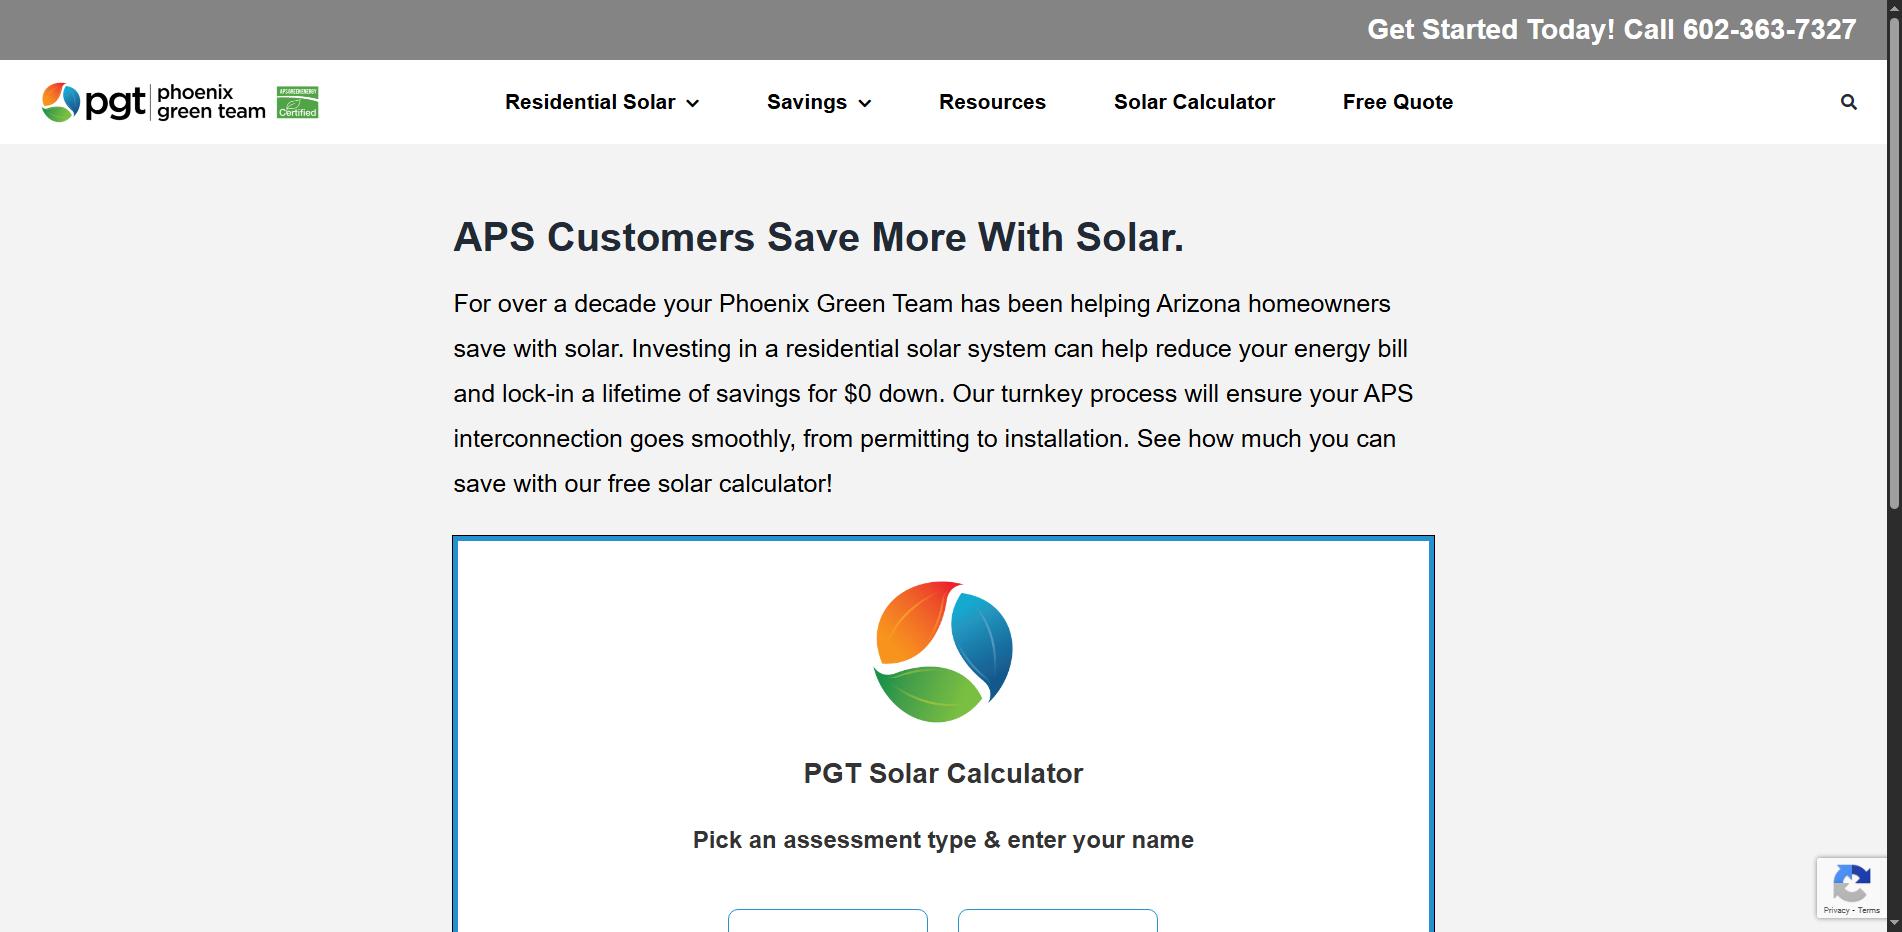 Get Started Today! Call 602-363-7327
pgt
phoenix
green team
APS GREEN ENERGY
Certified
Residential Solar
Savings
Resources
Solar Calculator
Free Quote
APS Customers Save More With Solar.
For over a decade your Phoenix Green Team has been helping Arizona homeowners
save with solar. Investing in a residential solar system can help reduce your energy bill
and lock-in a lifetime of savings for $0 down. Our turnkey process will ensure your APS
interconnection goes smoothly, from permitting to installation. See how much you can
save with our free solar calculator!
PGT Solar Calculator
Pick an assessment type & enter your name
Privacy - Terms